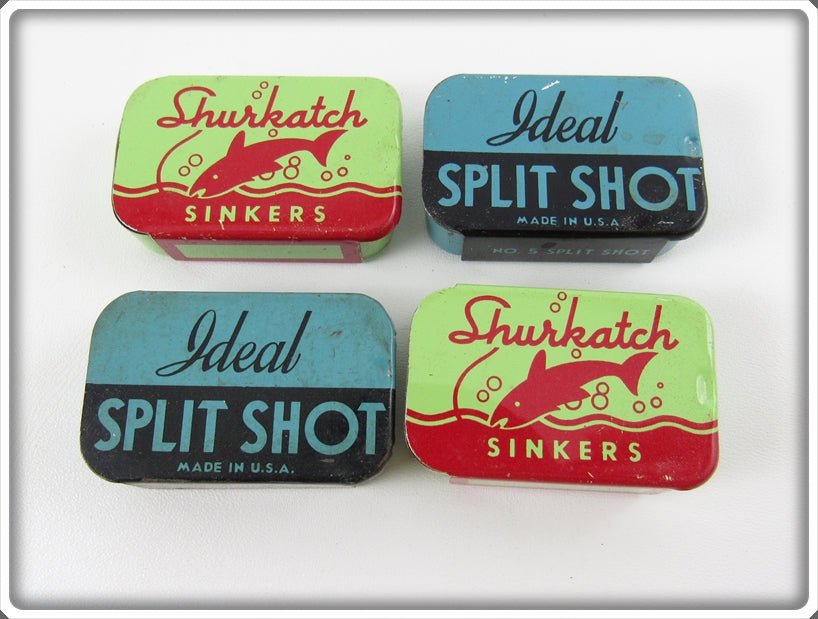 Shurkatch
SINKERS
Ideal
SPLIT SHOT
MADE IN U.S.A.
NO. 5 SPLIT SHOT
Ideal
SPLIT SHOT
MADE IN U.S.A.
Shurkatch
SINKERS